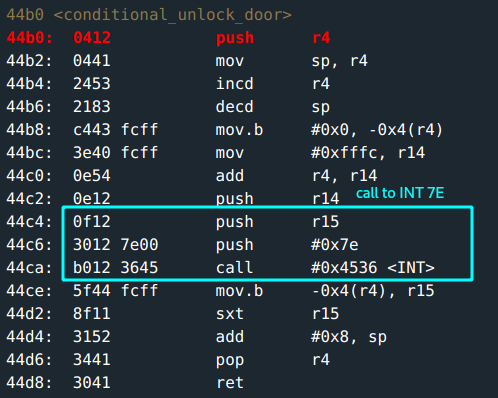 44b0 <conditional_unlock_door>
44b0: 0412 push r4
44b2: 0441 mov sp, r4
44b4: 2453 incd r4
44b6: 2183 decd sp
44b8: c443 fcff mov.b #0x0, -0x4(r4)
44bc: 3e40 fcff mov #0xfffc, r14
44c0: 0e54 add r4, r14
44c2: 0e12 push r14 call to INT 7E
44c4: 0f12 push r15
44c6: 3012 7e00 push #0x7e
44ca: b012 3645 call #0x4536 <INT>
44ce: 5f44 fcff mov.b -0x4(r4), r15
44d2: 8f11 sxt r15
44d4: 3152 add #0x8, sp
44d6: 3441 pop r4
44d8: 3041 ret